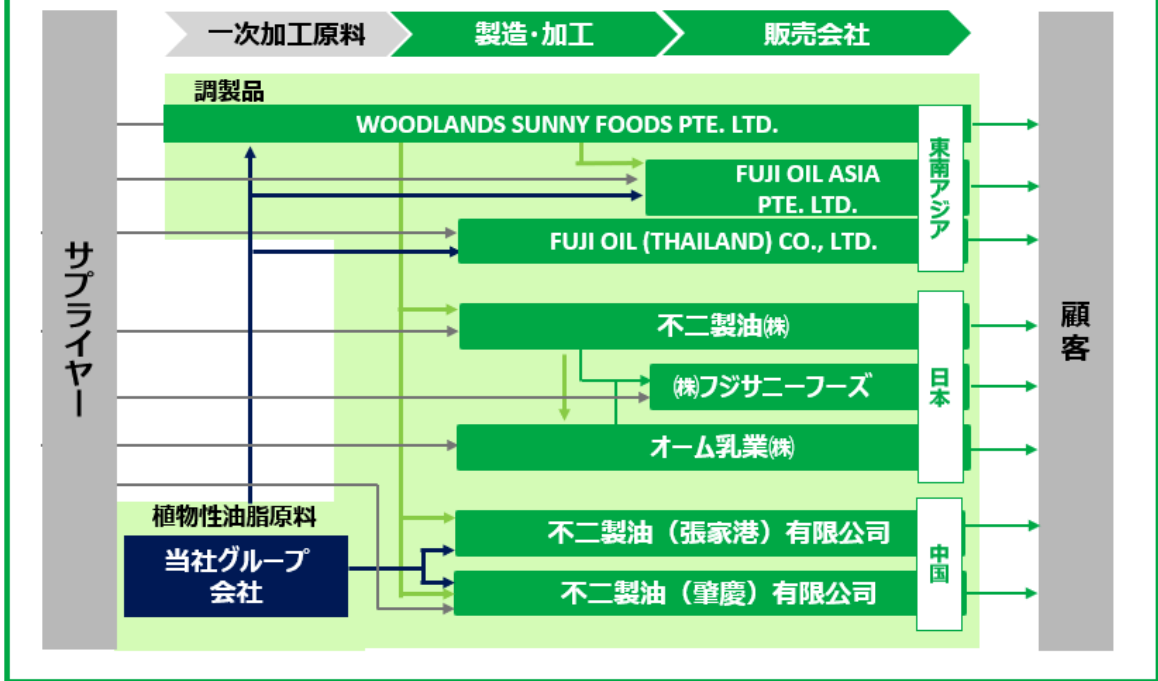 一次加工原料
製造・加工
販売会社
サプライヤー
調製品
WOODLANDS SUNNY FOODS PTE. LTD.
FUJI OIL ASIA
PTE. LTD.
FUJI OIL (THAILAND) CO., LTD.
東南アジア
不二製油㈱
㈱フジサニーフーズ
オーム乳業㈱
日本
植物性油脂原料
当社グループ
会社
不二製油（張家港）有限公司
不二製油（肇慶）有限公司
中国
顧客